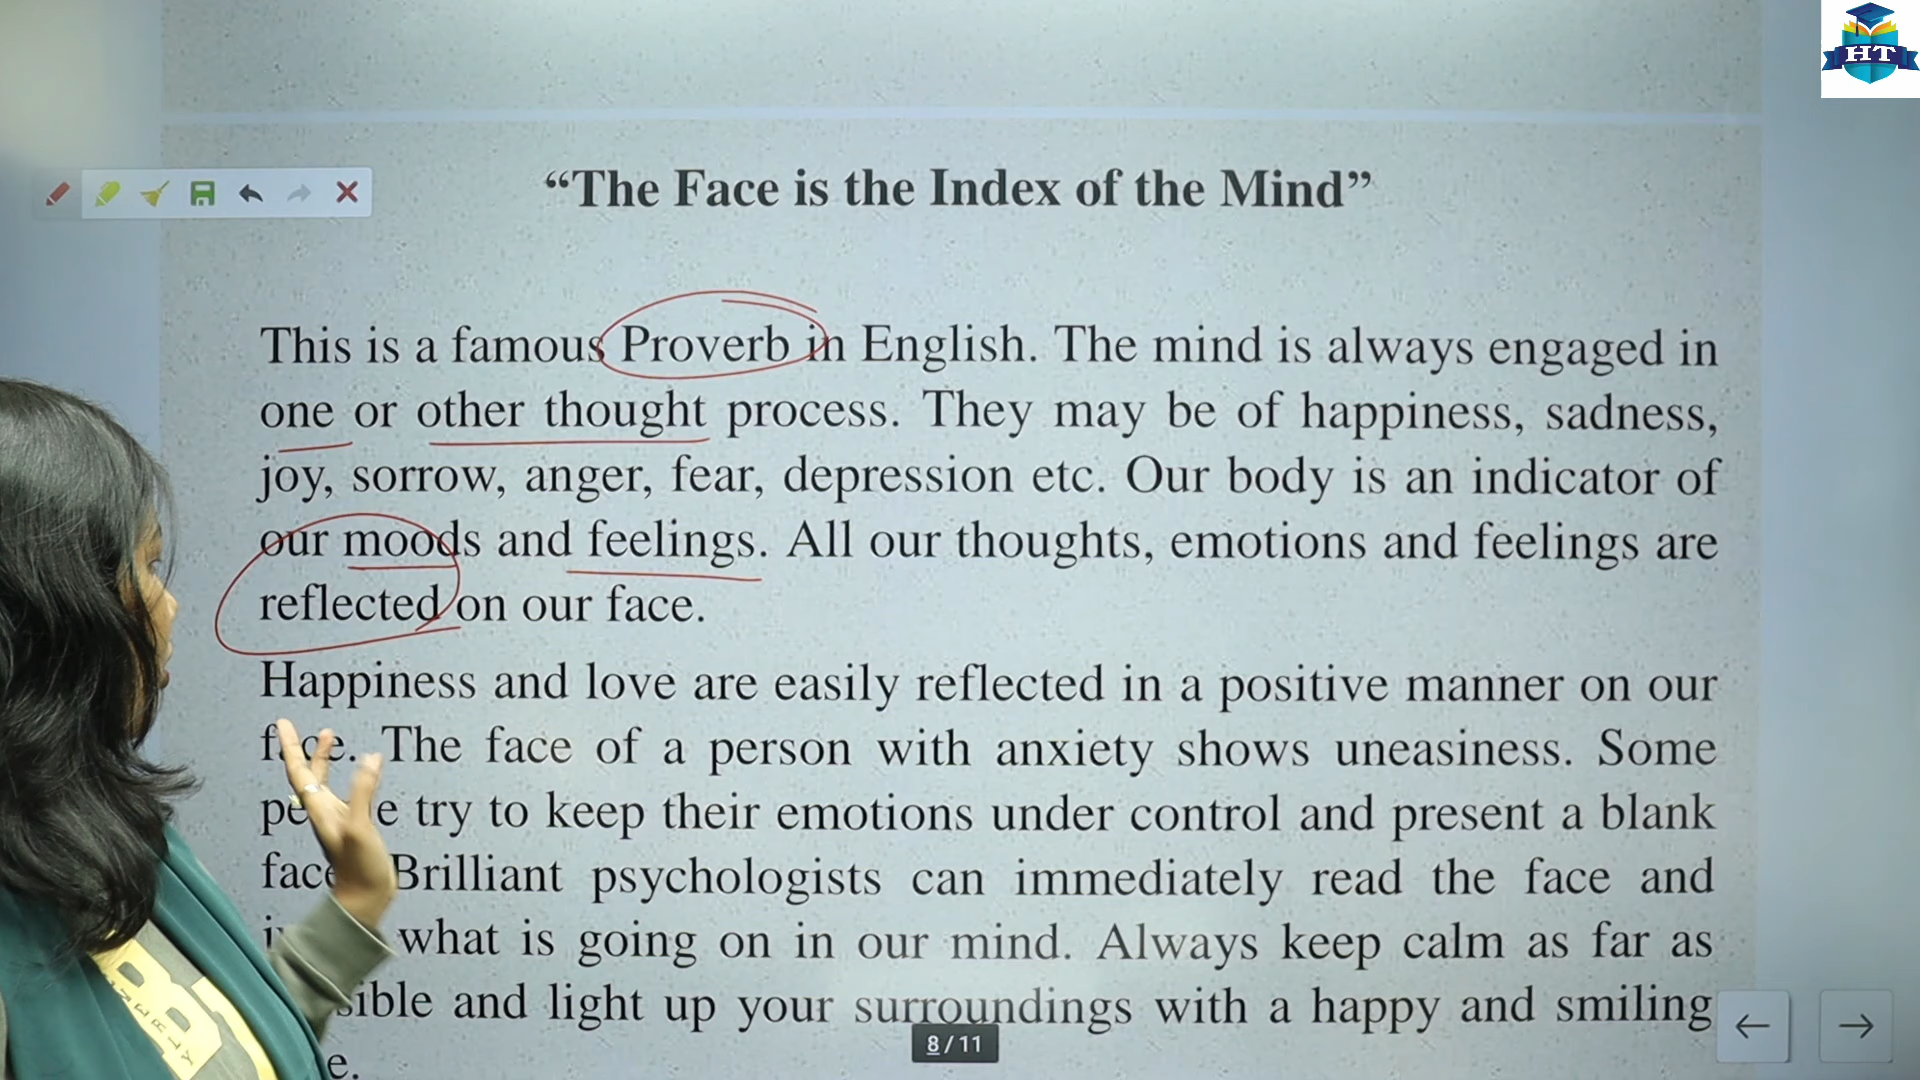 HT
“The Face is the Index of the Mind”
This is a famous Proverb in English. The mind is always engaged in
one or other thought process. They may be of happiness, sadness,
joy, sorrow, anger, fear, depression etc. Our body is an indicator of
our moods and feelings. All our thoughts, emotions and feelings are
reflected on our face.
Happiness and love are easily reflected in a positive manner on our
face. The face of a person with anxiety shows uneasiness. Some
try to keep their emotions under control and present a blank
Brilliant psychologists can immediately read the face and
what is going on in our mind. Always keep calm as far as
and light up your surroundings with a happy and smiling
8 / 11